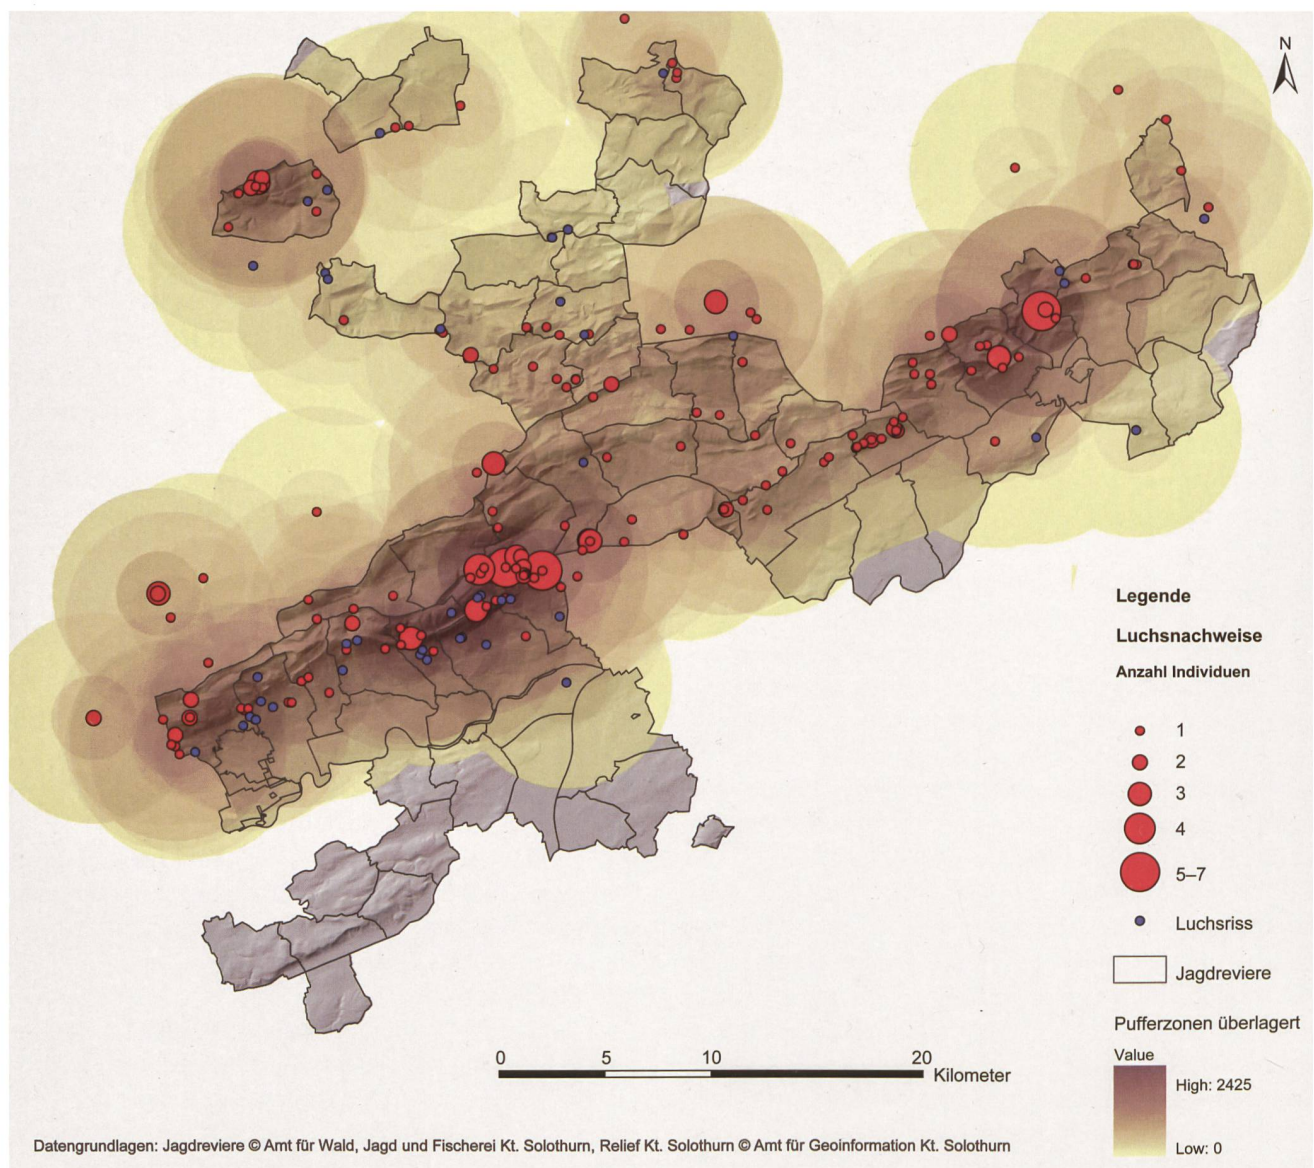 N
Legende
Luchsnachweise
Anzahl Individuen
1
2
3
4
5–7
Luchsriss
Jagdreviere
Pufferzonen überlagert
Value
High: 2425
Low: 0
0 5 10 20
Kilometer
Datengrundlagen: Jagdreviere © Amt für Wald, Jagd und Fischerei Kt. Solothurn, Relief Kt. Solothurn © Amt für Geoinformation Kt. Solothurn